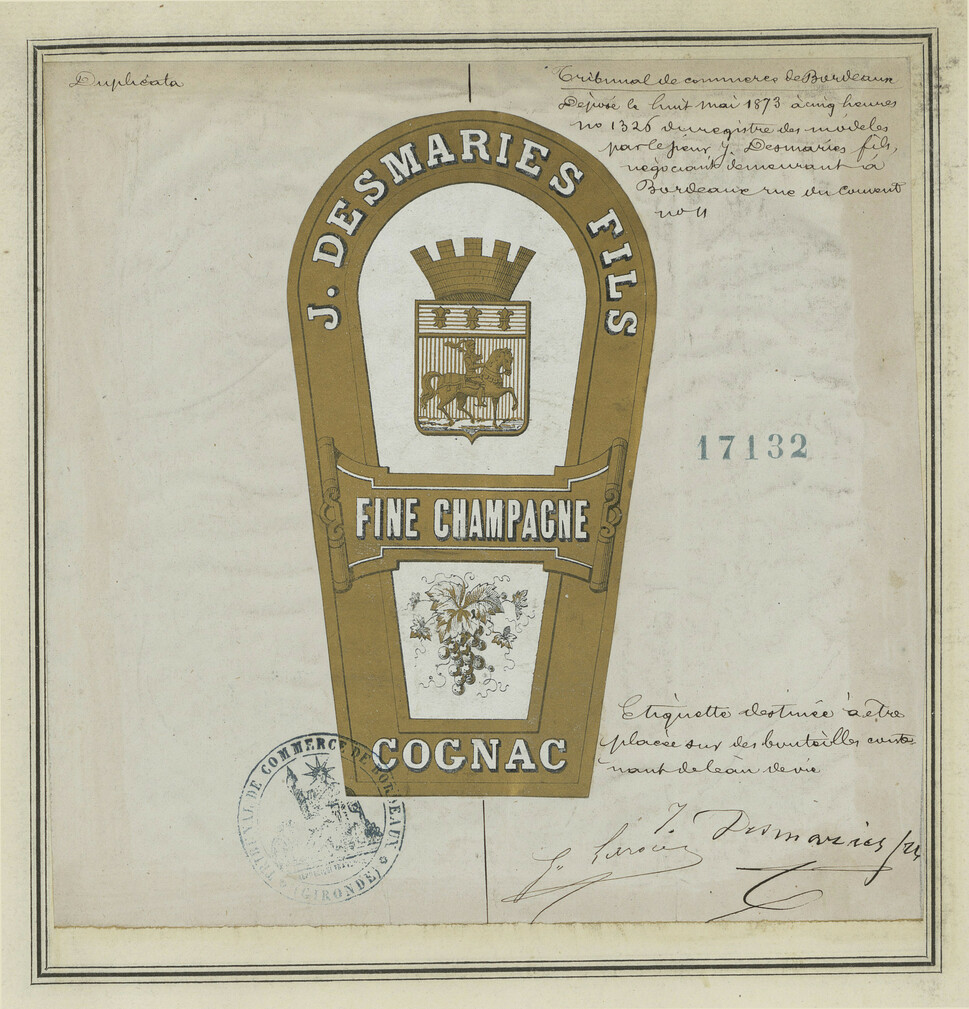 Duplicata
Tribunal de commerce de Bordeaux
Déposé le huit mai 1873 à cinq heures
no 1326 du registre des modèles
par le sieur J. Desmaries fils,
négociant demeurant à
Bordeaux rue du couvent
no 11
J. DESMARIES FILS
17132
FINE CHAMPAGNE
COGNAC
Etiquette destinée à etre
placée sur des bouteilles conte-
nant de l'eau de vie
J. Desmaries fils
TRIBUNAL DE COMMERCE DE BORDEAUX
(GIRONDE)